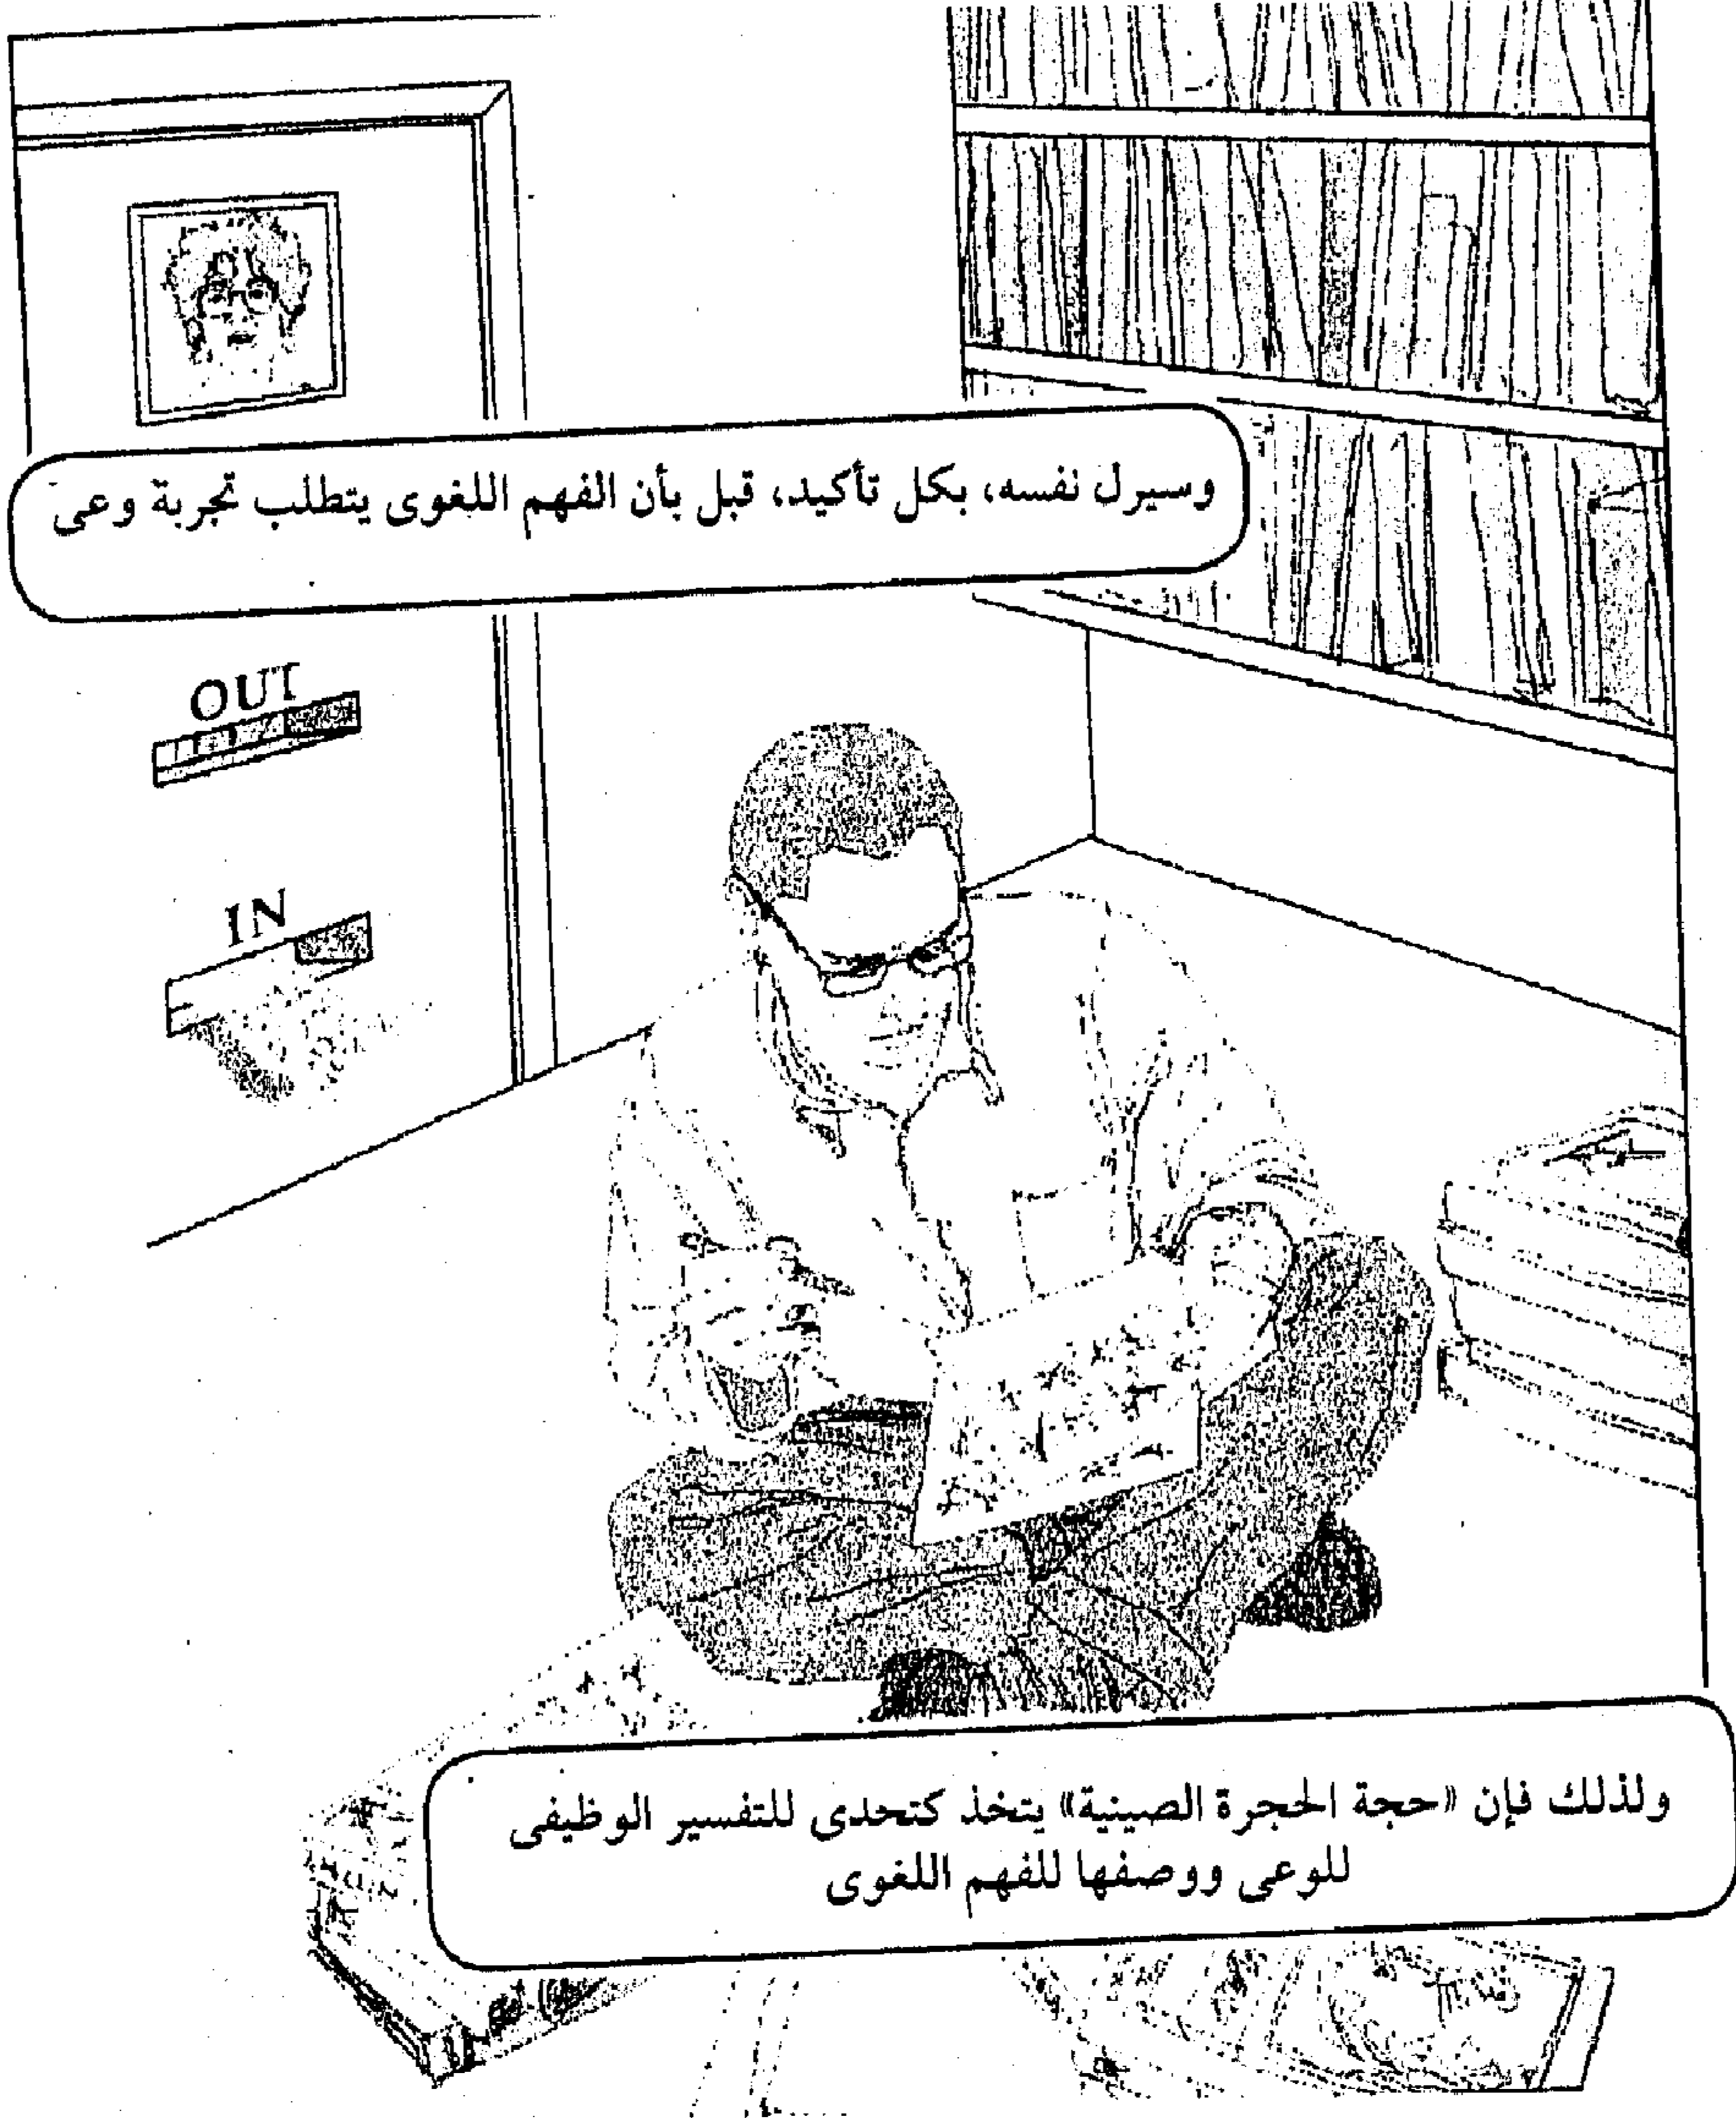 وسيرل نفسه، بكل تأكيد، قبل بأن الفهم اللغوى يتطلب تجربة وعى
OUT
IN
ولذلك فإن «حجة الحجرة الصينية» يتخذ كتحدى للتفسير الوظيفى
للوعى ووصفها للفهم اللغوى